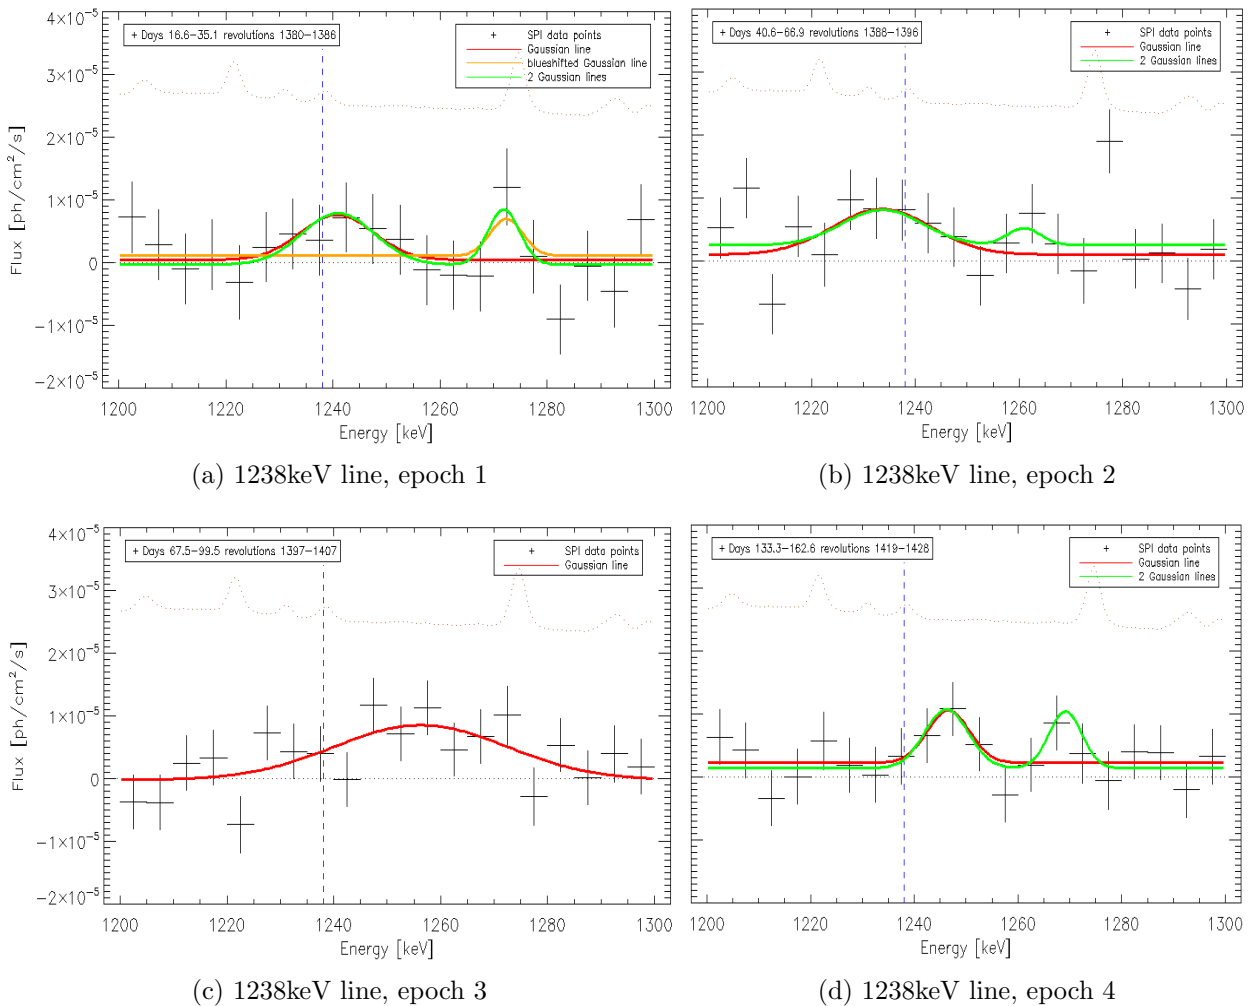 4×10⁻⁵
3×10⁻⁵
2×10⁻⁵
1×10⁻⁵
0
−1×10⁻⁵
−2×10⁻⁵
Flux [ph/cm²/s]
+ Days 16.6−35.1 revolutions 1380−1386
+ SPI data points
Gaussian line
blueshifted Gaussian line
2 Gaussian lines
1200 1220 1240 1260 1280 1300
Energy [keV]
(a) 1238keV line, epoch 1
+ Days 40.6−66.9 revolutions 1388−1396
+ SPI data points
Gaussian line
2 Gaussian lines
1200 1220 1240 1260 1280 1300
Energy [keV]
(b) 1238keV line, epoch 2
4×10⁻⁵
3×10⁻⁵
2×10⁻⁵
1×10⁻⁵
0
−1×10⁻⁵
−2×10⁻⁵
Flux [ph/cm²/s]
+ Days 67.5−99.5 revolutions 1397−1407
+ SPI data points
Gaussian line
1200 1220 1240 1260 1280 1300
Energy [keV]
(c) 1238keV line, epoch 3
+ Days 133.3−162.6 revolutions 1419−1428
+ SPI data points
Gaussian line
2 Gaussian lines
1200 1220 1240 1260 1280 1300
Energy [keV]
(d) 1238keV line, epoch 4